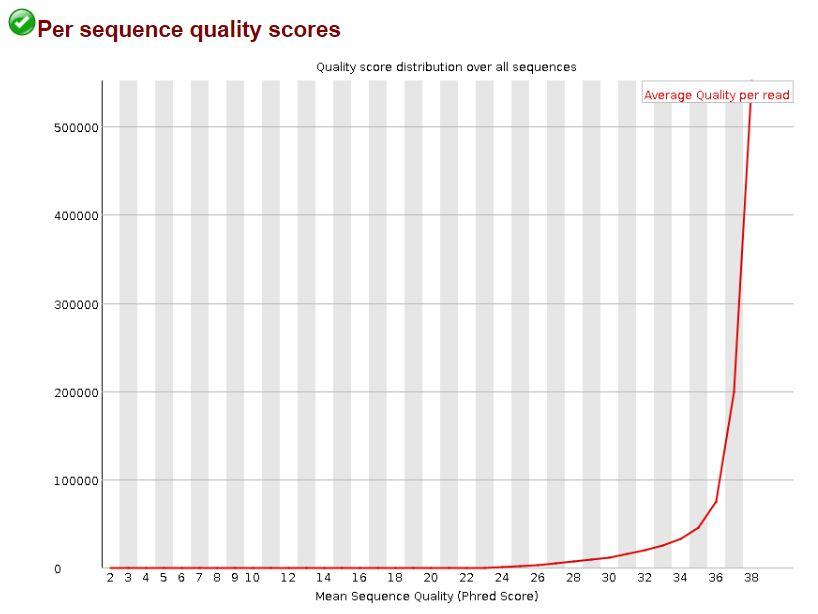 Per sequence quality scores
Quality score distribution over all sequences
Average Quality per read
500000
400000
300000
200000
100000
0
2 3 4 5 6 7 8 9 10 12 14 16 18 20 22 24 26 28 30 32 34 36 38
Mean Sequence Quality (Phred Score)